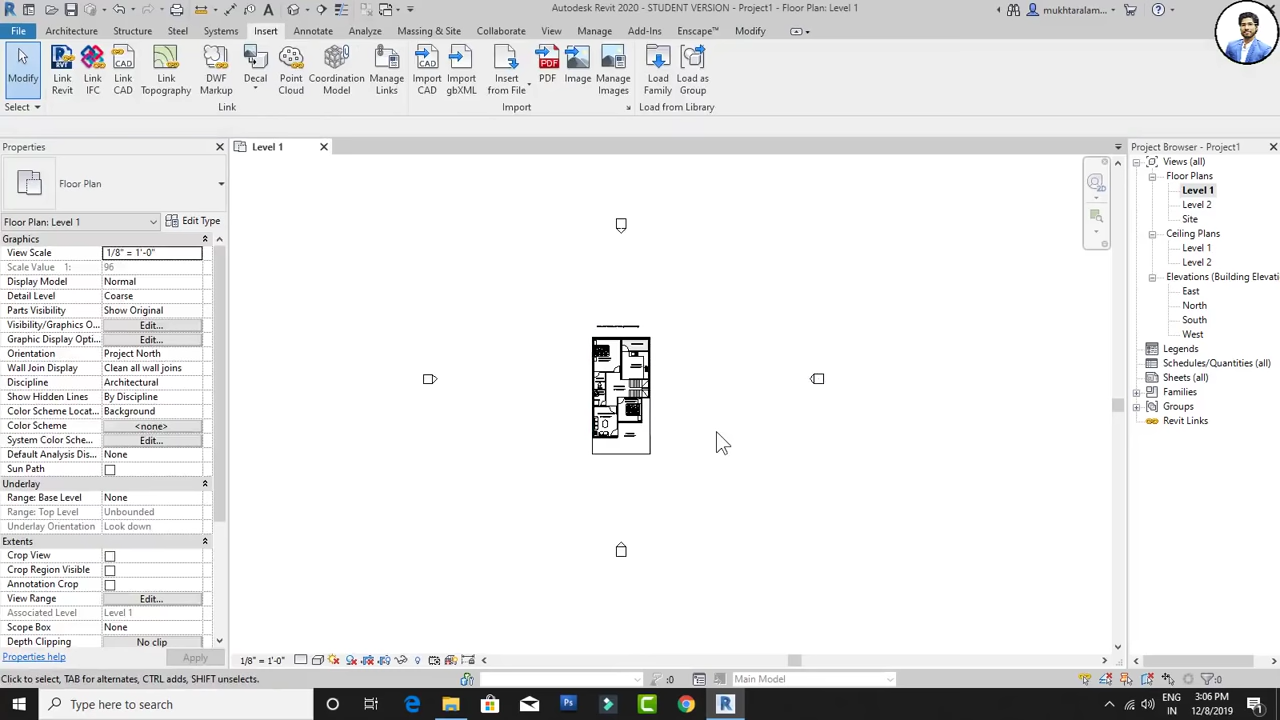 Autodesk Revit 2020 - STUDENT VERSION - Project1 - Floor Plan: Level 1
mukhtaralam...
File Architecture Structure Steel Systems Insert Annotate Analyze Massing & Site Collaborate View Manage Add-Ins Enscape™ Modify
Modify
Link Revit
Link IFC
Link CAD
Link Topography
DWF Markup
Decal
Point Cloud
Coordination Model
Manage Links
Import CAD
Import gbXML
Insert from File
PDF
Image
Manage Images
Load Family
Load as Group
Select
Link
Import
Load from Library
Properties
Floor Plan
Floor Plan: Level 1
Edit Type
Graphics
View Scale 1/8" = 1'-0"
Scale Value 1: 96
Display Model Normal
Detail Level Coarse
Parts Visibility Show Original
Visibility/Graphics O... Edit...
Graphic Display Opti... Edit...
Orientation Project North
Wall Join Display Clean all wall joins
Discipline Architectural
Show Hidden Lines By Discipline
Color Scheme Locat... Background
Color Scheme <none>
System Color Sche... Edit...
Default Analysis Dis... None
Sun Path
Underlay
Range: Base Level None
Range: Top Level Unbounded
Underlay Orientation Look down
Extents
Crop View
Crop Region Visible
Annotation Crop
View Range Edit...
Associated Level Level 1
Scope Box None
Depth Clipping No clip
Properties help
Apply
Level 1
2D
Project Browser - Project1
Views (all)
Floor Plans
Level 1
Level 2
Site
Ceiling Plans
Level 1
Level 2
Elevations (Building Elevat
East
North
South
West
Legends
Schedules/Quantities (all)
Sheets (all)
Families
Groups
Revit Links
1/8" = 1'-0"
Click to select, TAB for alternates, CTRL adds, SHIFT unselects.
:0
Main Model
:0
Type here to search
ENG
IN
3:06 PM
12/8/2019